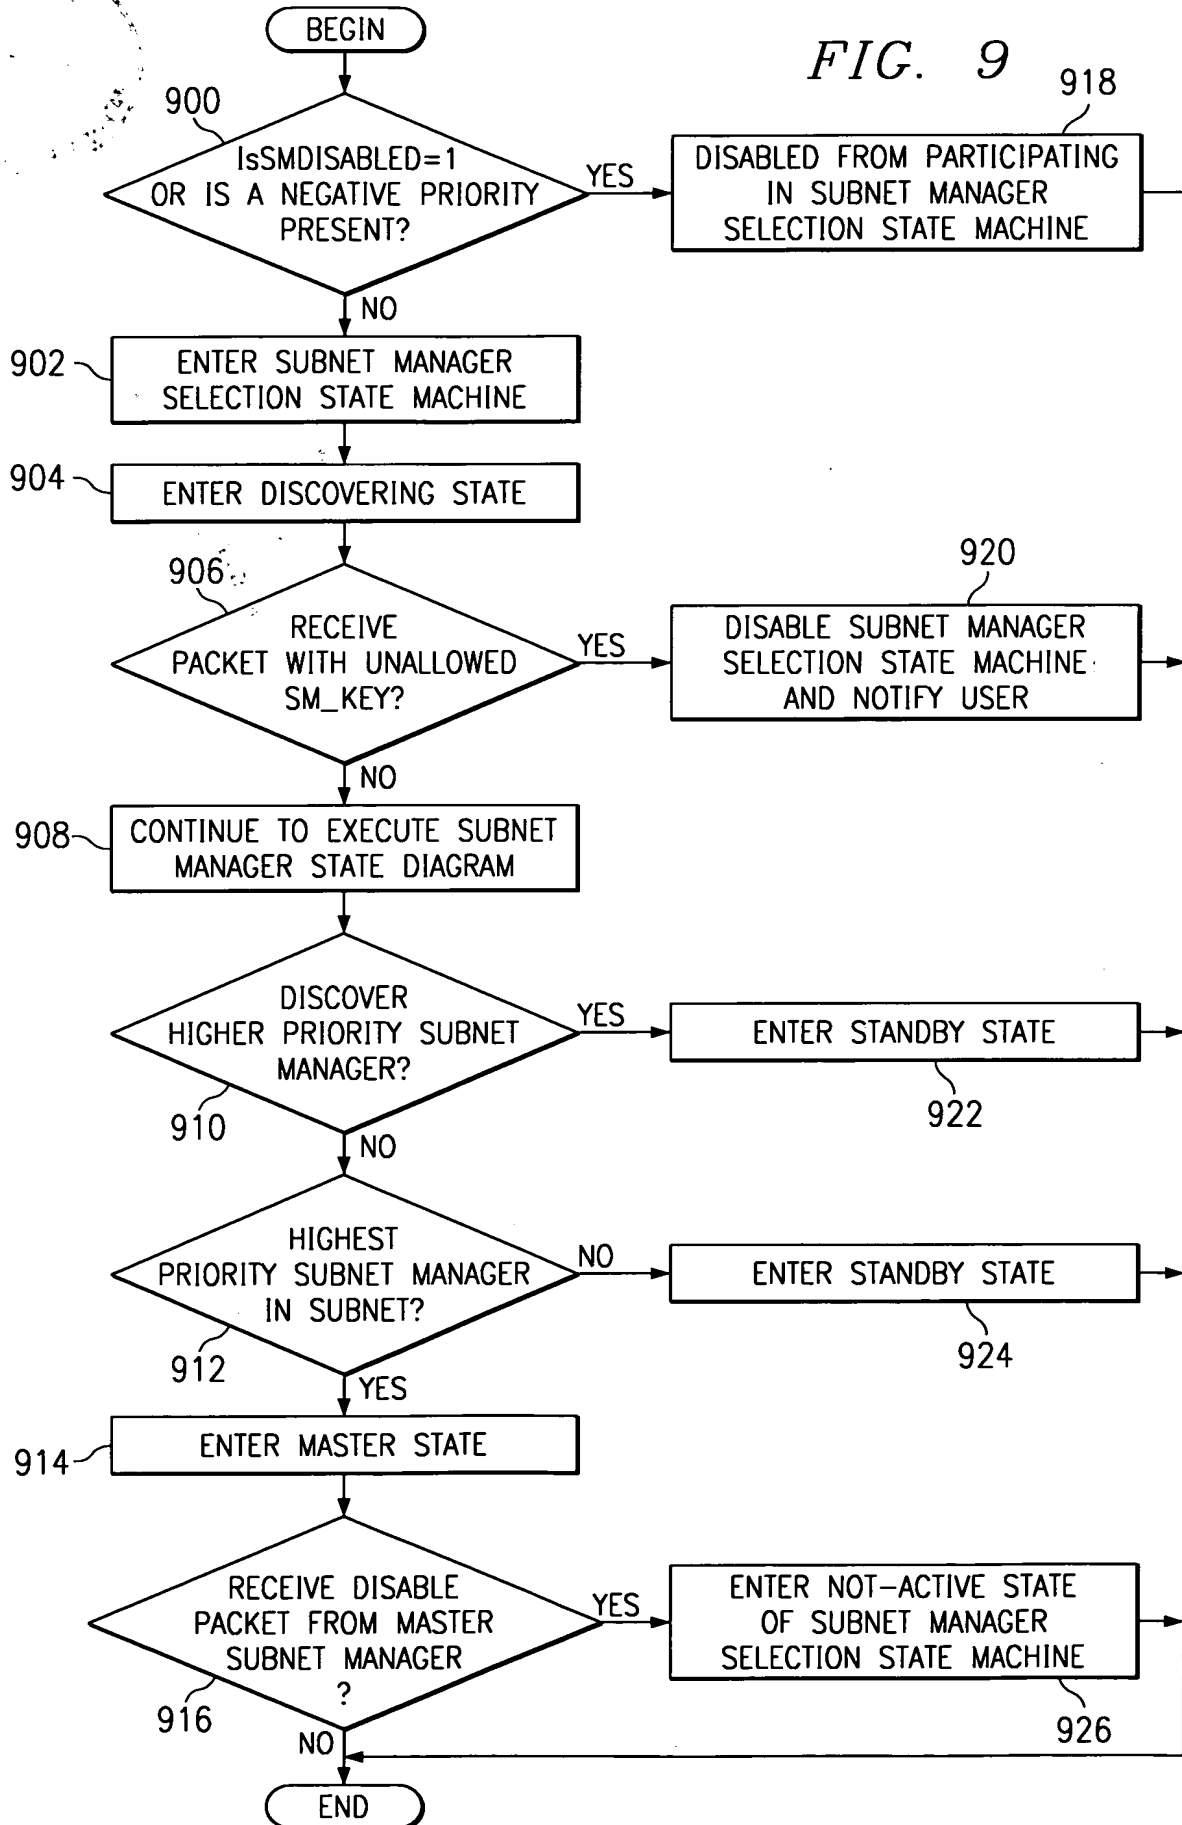 BEGIN
FIG. 9
900
IsSMDISABLED=1
OR IS A NEGATIVE PRIORITY
PRESENT?
YES
918
DISABLED FROM PARTICIPATING
IN SUBNET MANAGER
SELECTION STATE MACHINE
NO
902
ENTER SUBNET MANAGER
SELECTION STATE MACHINE
904
ENTER DISCOVERING STATE
906
RECEIVE
PACKET WITH UNALLOWED
SM_KEY?
YES
920
DISABLE SUBNET MANAGER
SELECTION STATE MACHINE
AND NOTIFY USER
NO
908
CONTINUE TO EXECUTE SUBNET
MANAGER STATE DIAGRAM
DISCOVER
HIGHER PRIORITY SUBNET
MANAGER?
910
YES
ENTER STANDBY STATE
922
NO
HIGHEST
PRIORITY SUBNET MANAGER
IN SUBNET?
912
NO
ENTER STANDBY STATE
924
YES
914
ENTER MASTER STATE
RECEIVE DISABLE
PACKET FROM MASTER
SUBNET MANAGER
?
916
YES
ENTER NOT-ACTIVE STATE
OF SUBNET MANAGER
SELECTION STATE MACHINE
926
NO
END